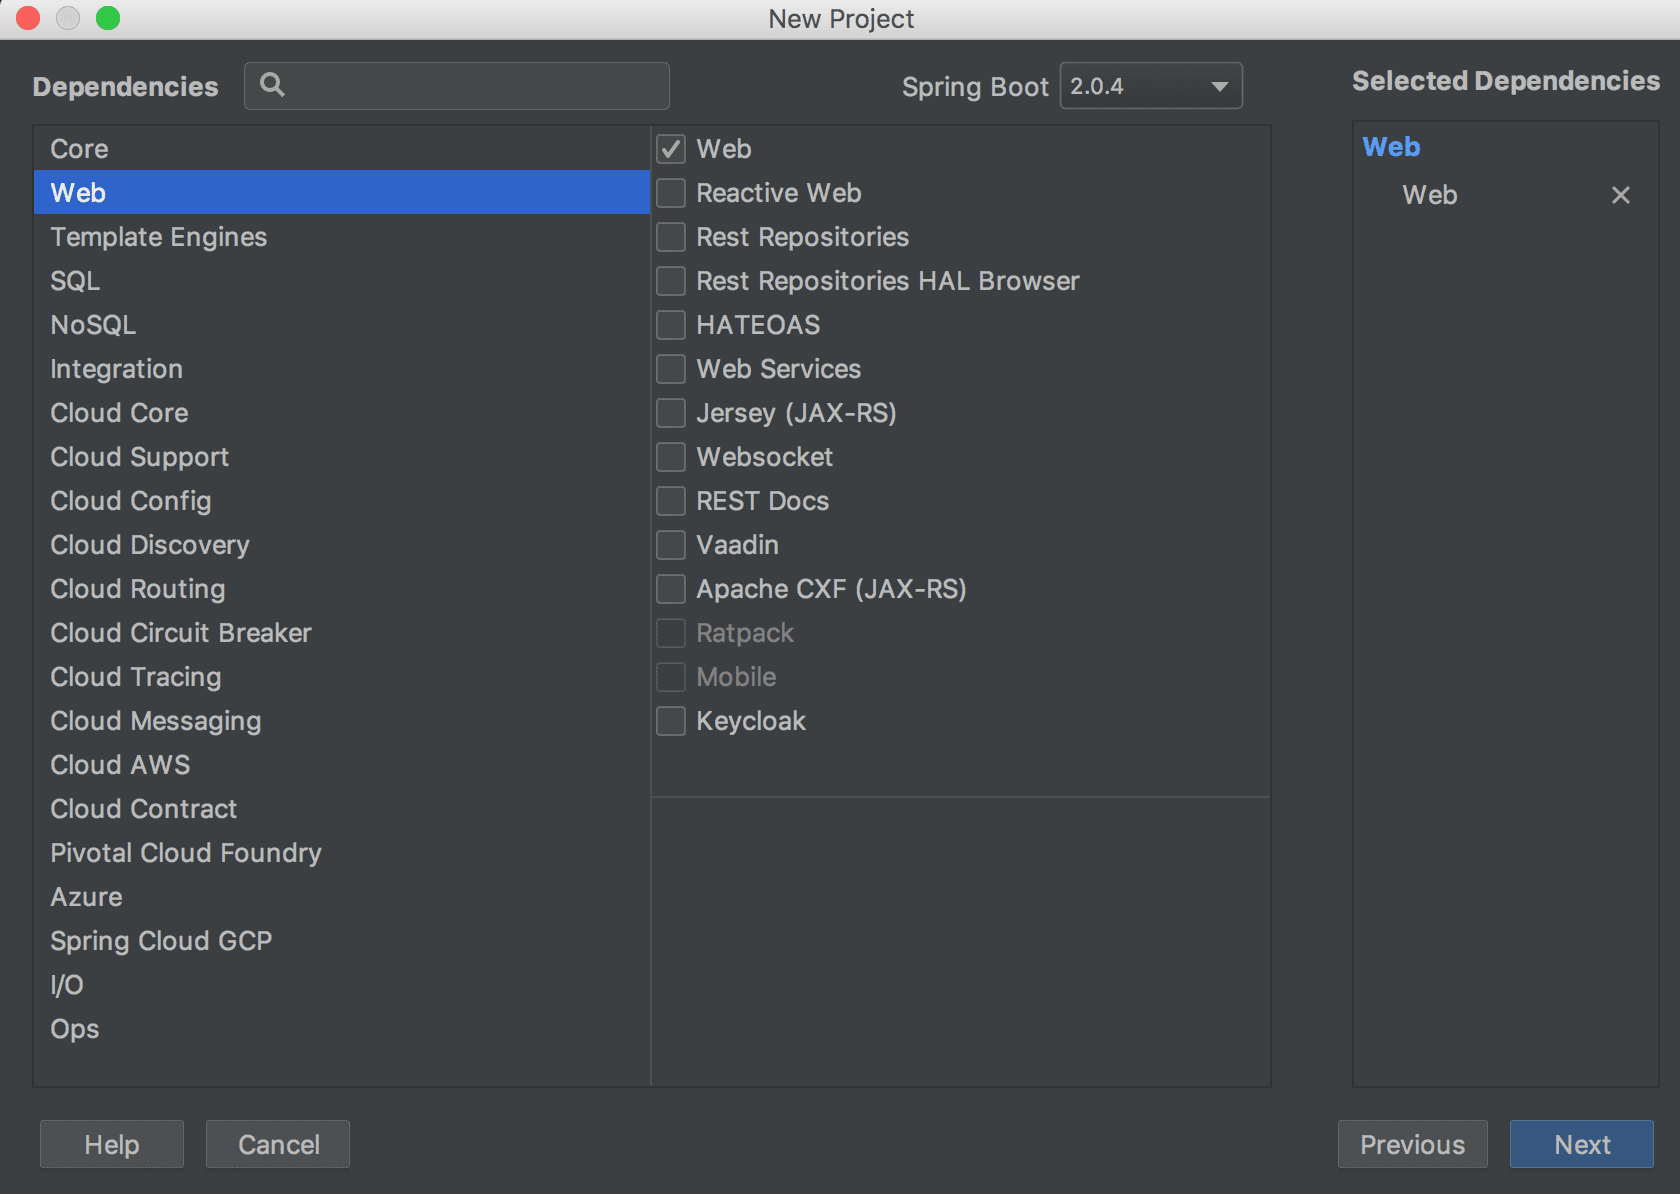 New Project
Dependencies
Spring Boot 2.0.4
Selected Dependencies
Core
Web
Template Engines
SQL
NoSQL
Integration
Cloud Core
Cloud Support
Cloud Config
Cloud Discovery
Cloud Routing
Cloud Circuit Breaker
Cloud Tracing
Cloud Messaging
Cloud AWS
Cloud Contract
Pivotal Cloud Foundry
Azure
Spring Cloud GCP
I/O
Ops
Web
Reactive Web
Rest Repositories
Rest Repositories HAL Browser
HATEOAS
Web Services
Jersey (JAX-RS)
Websocket
REST Docs
Vaadin
Apache CXF (JAX-RS)
Ratpack
Mobile
Keycloak
Web
Web
Help
Cancel
Previous
Next